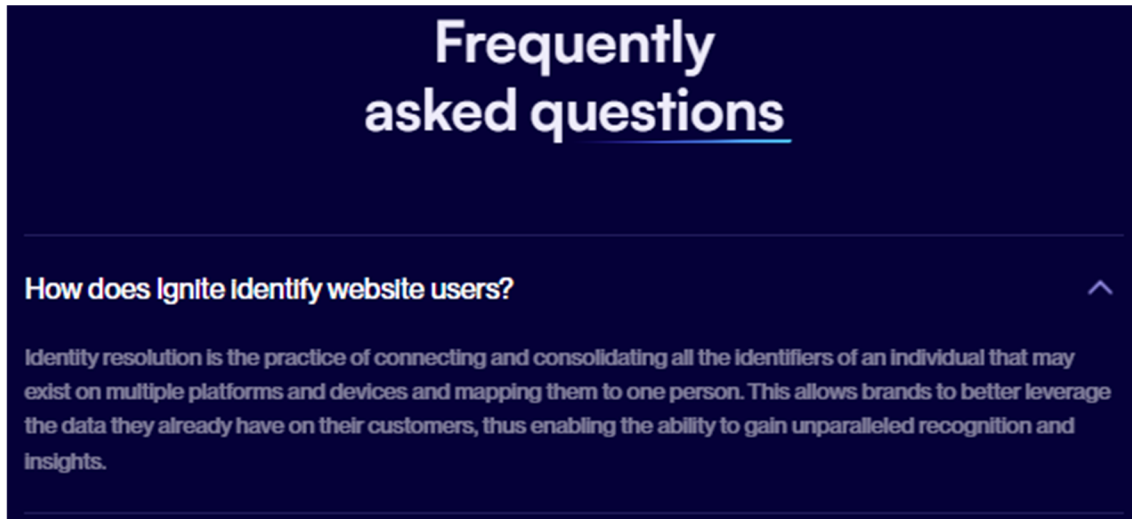 Frequently
asked questions
How does Ignite identify website users?
Identity resolution is the practice of connecting and consolidating all the identifiers of an individual that may
exist on multiple platforms and devices and mapping them to one person. This allows brands to better leverage
the data they already have on their customers, thus enabling the ability to gain unparalleled recognition and
insights.